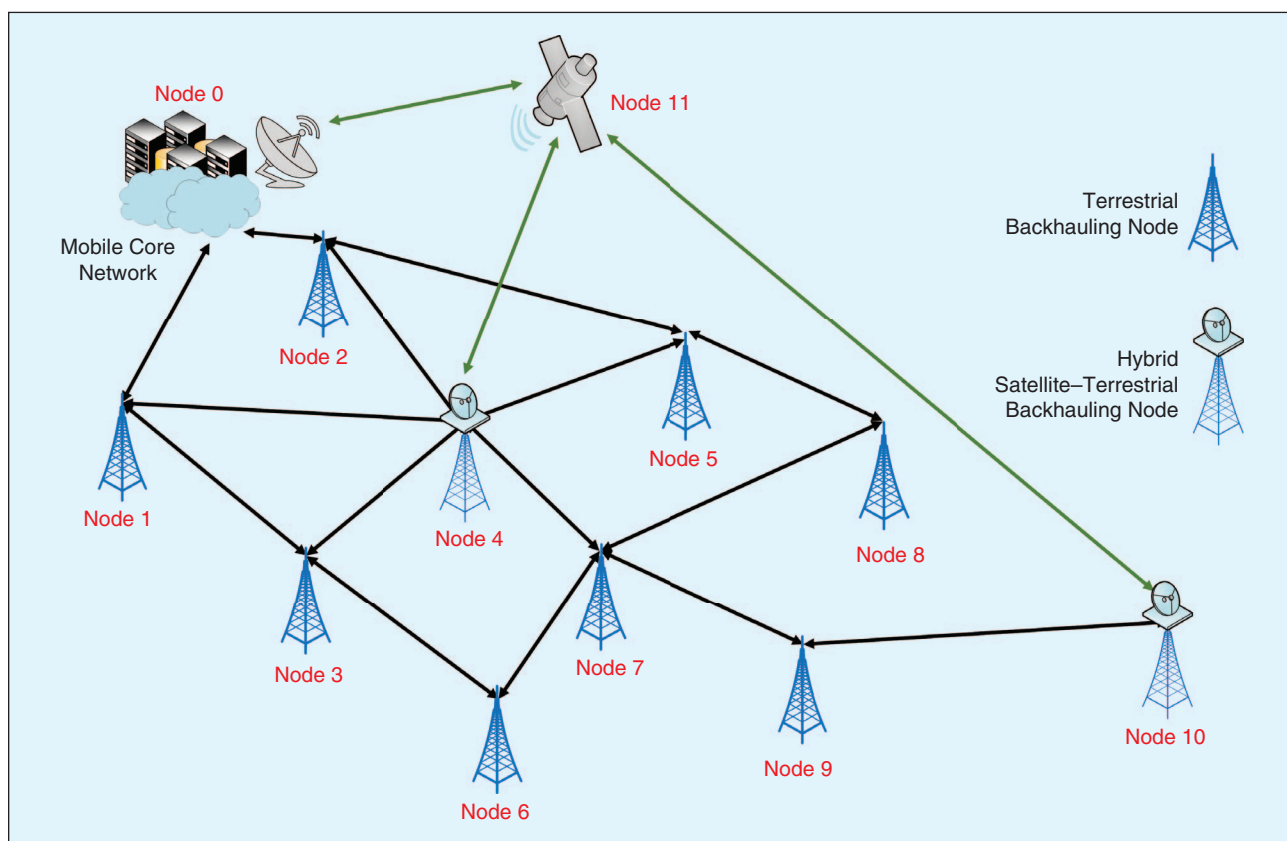 Node 0
Node 11
Mobile Core
Network
Terrestrial
Backhauling Node
Node 2
Hybrid
Satellite–Terrestrial
Backhauling Node
Node 5
Node 1
Node 4
Node 8
Node 3
Node 7
Node 10
Node 9
Node 6